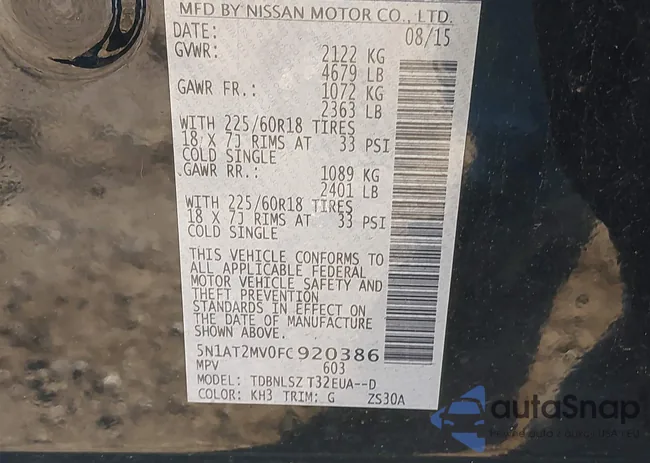 MFD BY NISSAN MOTOR CO., LTD.
DATE: 08/15
GVWR: 2122 KG
4679 LB
GAWR FR.: 1072 KG
2363 LB
WITH 225/60R18 TIRES
18 X 7J RIMS AT 33 PSI
COLD SINGLE
GAWR RR.: 1089 KG
2401 LB
WITH 225/60R18 TIRES
18 X 7J RIMS AT 33 PSI
COLD SINGLE
THIS VEHICLE CONFORMS TO
ALL APPLICABLE FEDERAL
MOTOR VEHICLE SAFETY AND
THEFT PREVENTION
STANDARDS IN EFFECT ON
THE DATE OF MANUFACTURE
SHOWN ABOVE.
5N1AT2MV0FC920386
MPV 603
MODEL: TDBNLSZ T32EUA--D
COLOR: KH3 TRIM: G ZS30A
autaSnap